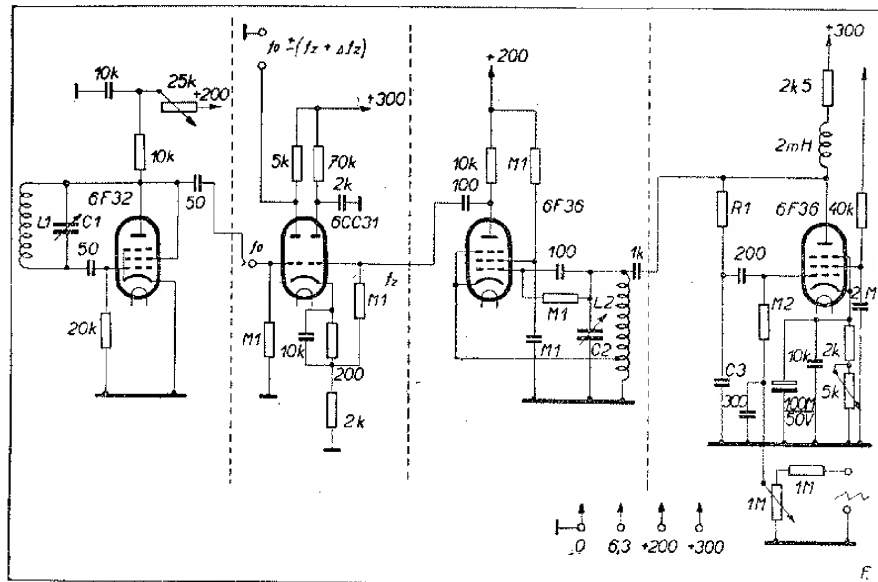 10k
25k
+200
10k
6F32
50
L1
C1
50
20k
f0 ± (fz + Δfz)
+300
5k
70k
2k
6CC31
f0
fz
M1
10k
M1
200
2k
+200
10k
M1
100
6F36
100
1k
M1
L2
M1
C2
+300
2k5
2mH
R1
6F36
40k
200
M2
2M
10k
2k
C3
300
100M
50V
5k
1M
1M
0
6,3
+200
+300